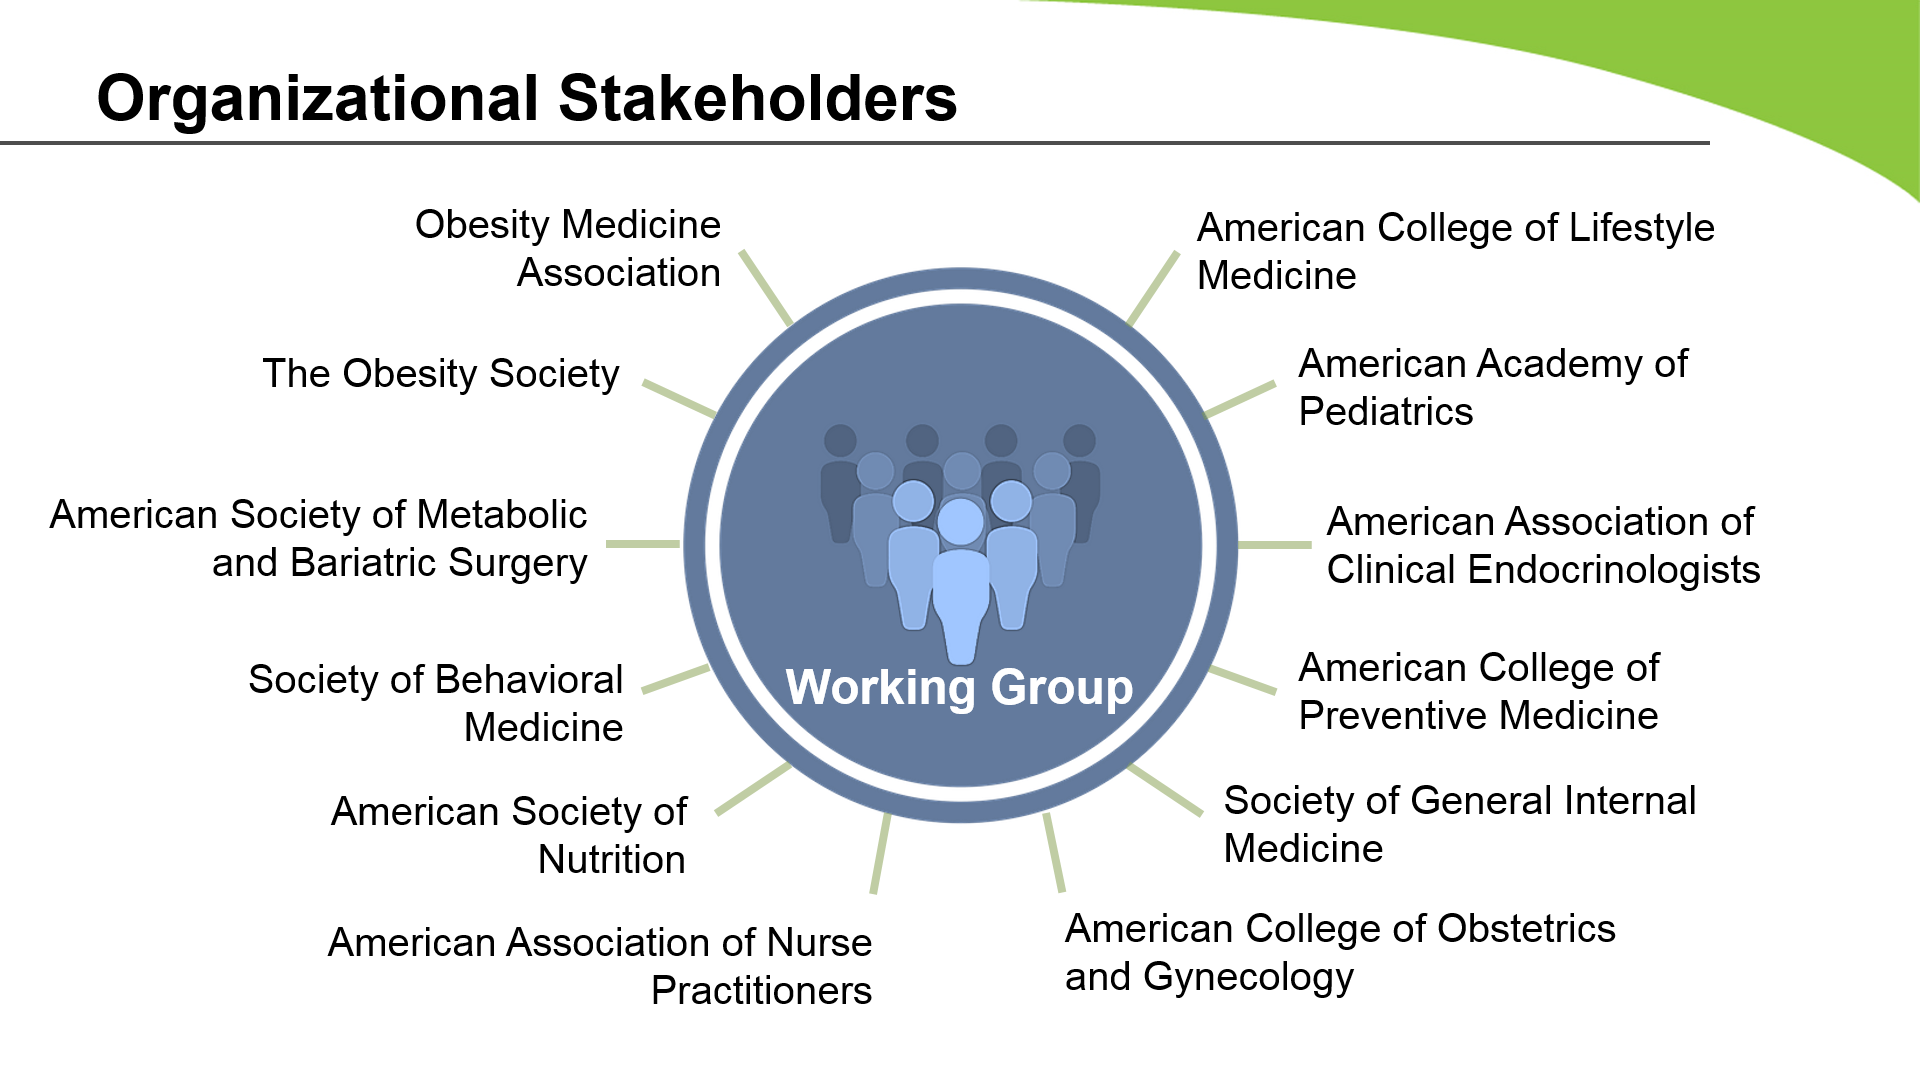 Organizational Stakeholders
Obesity Medicine
Association
The Obesity Society
American Society of Metabolic
and Bariatric Surgery
Society of Behavioral
Medicine
American Society of
Nutrition
American Association of Nurse
Practitioners
Working Group
American College of Lifestyle
Medicine
American Academy of
Pediatrics
American Association of
Clinical Endocrinologists
American College of
Preventive Medicine
Society of General Internal
Medicine
American College of Obstetrics
and Gynecology